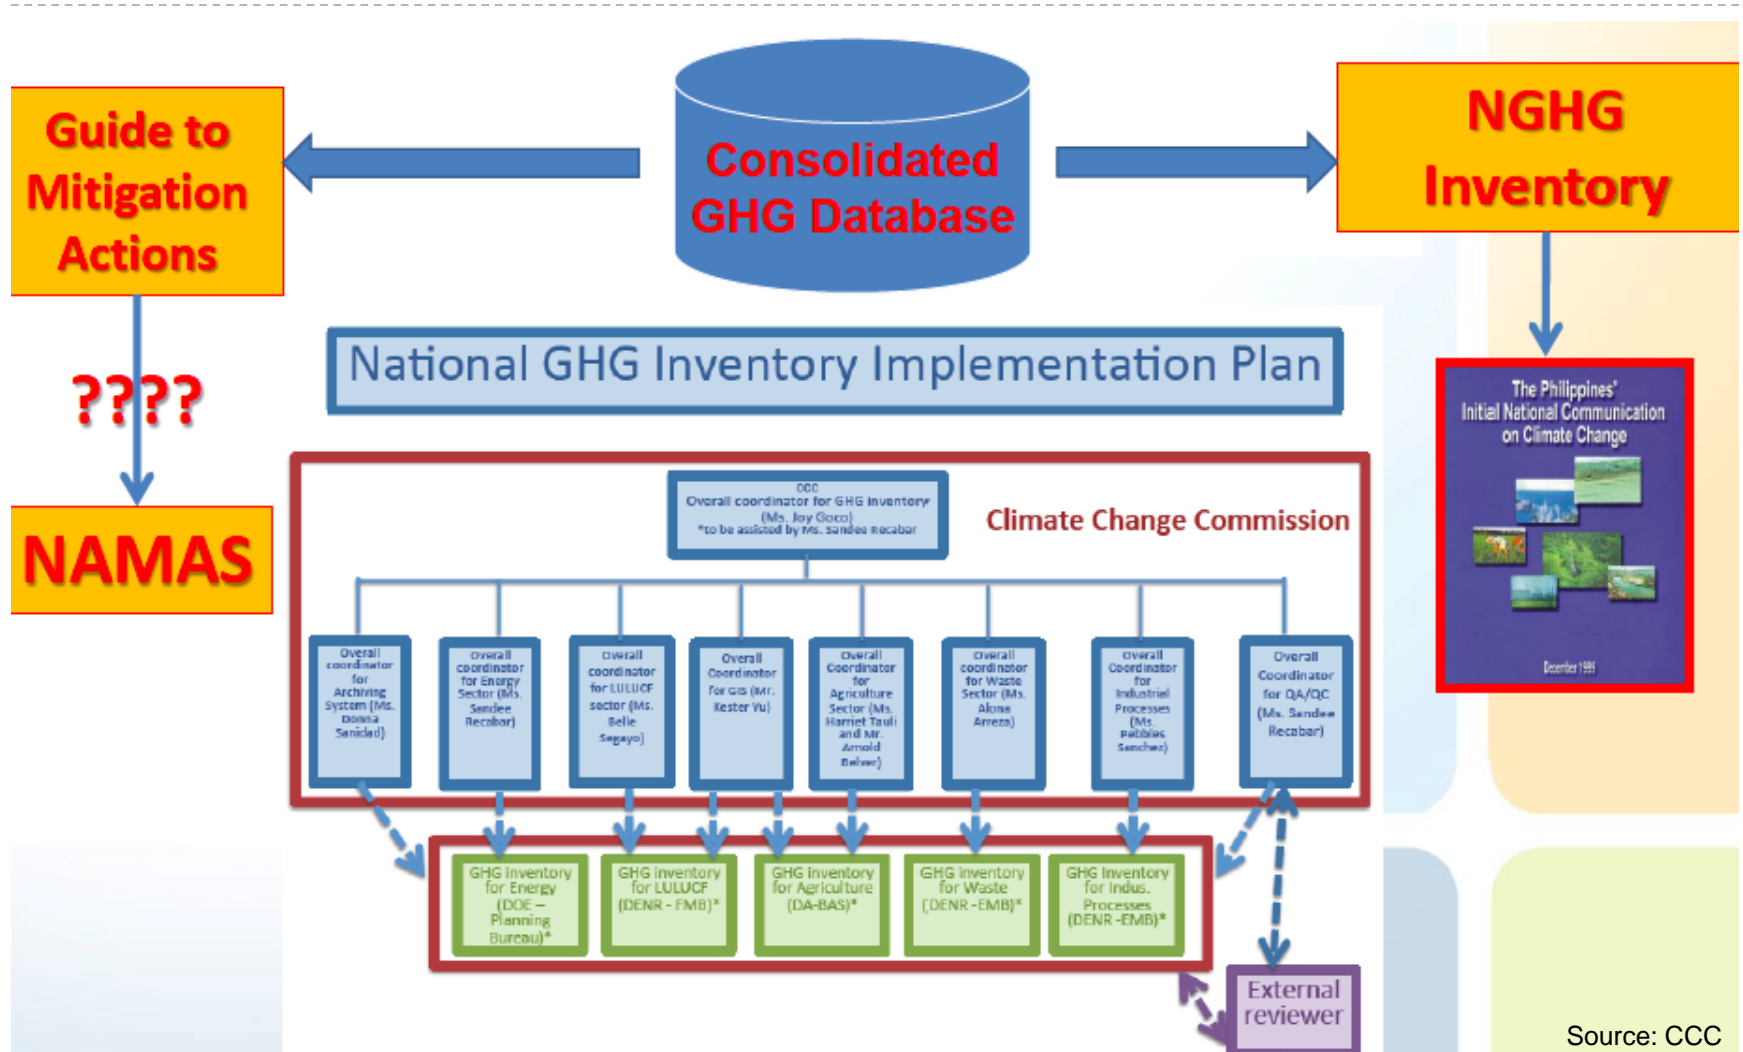 Guide to
Mitigation
Actions
Consolidated
GHG Database
NGHG
Inventory
????
NAMAS
National GHG Inventory Implementation Plan
The Philippines'
Initial National Communication
on Climate Change
December 1999
CCC
Overall coordinator for GHG Inventory
(Ms. Joy Goco)
*to be assisted by Ms. Sandee Recabar
Climate Change Commission
Overall
coordinator
for
Archiving
System (Ms.
Donna
Sanidad)
Overall
coordinator
for Energy
Sector (Ms.
Sandee
Recabar)
Overall
coordinator
for LULUCF
sector (Ms.
Belle
Segayo)
Overall
Coordinator
for GIS (Mr.
Kester Yu)
Overall
Coordinator
for
Agriculture
Sector (Ms.
Harriet Tauli
and Mr.
Arnold
Belver)
Overall
coordinator
for Waste
Sector (Ms.
Alona
Arreza)
Overall
Coordinator
for
Industrial
Processes
(Ms.
Pebbles
Sanchez)
Overall
Coordinator
for QA/QC
(Ms. Sandee
Recabar)
GHG inventory
for Energy
(DOE –
Planning
Bureau)*
GHG inventory
for LULUCF
(DENR - FMB)*
GHG inventory
for Agriculture
(DA-BAS)*
GHG inventory
for Waste
(DENR -EMB)*
GHG Inventory
for Indus.
Processes
(DENR -EMB)*
External
reviewer
Source: CCC